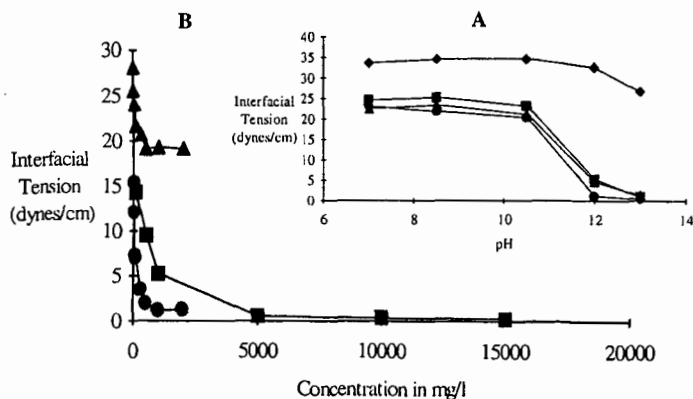 B
A
30
25
20
15
10
5
0
Interfacial
Tension
(dynes/cm)
0
5000
10000
15000
20000
Concentration in mg/l
40
35
30
25
20
15
10
5
0
Interfacial
Tension
(dynes/cm)
6
8
10
12
14
pH